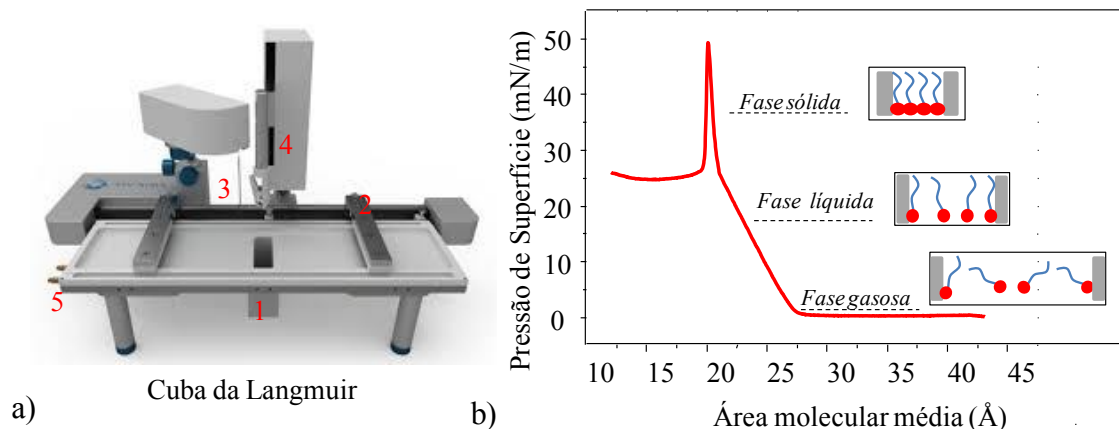 3
4
2
5
1
Cuba da Langmuir
a)
Pressão de Superfície (mN/m)
50
40
30
20
10
0
Fase sólida
Fase líquida
Fase gasosa
10 15 20 25 30 35 40 45
Área molecular média (Å)
b)